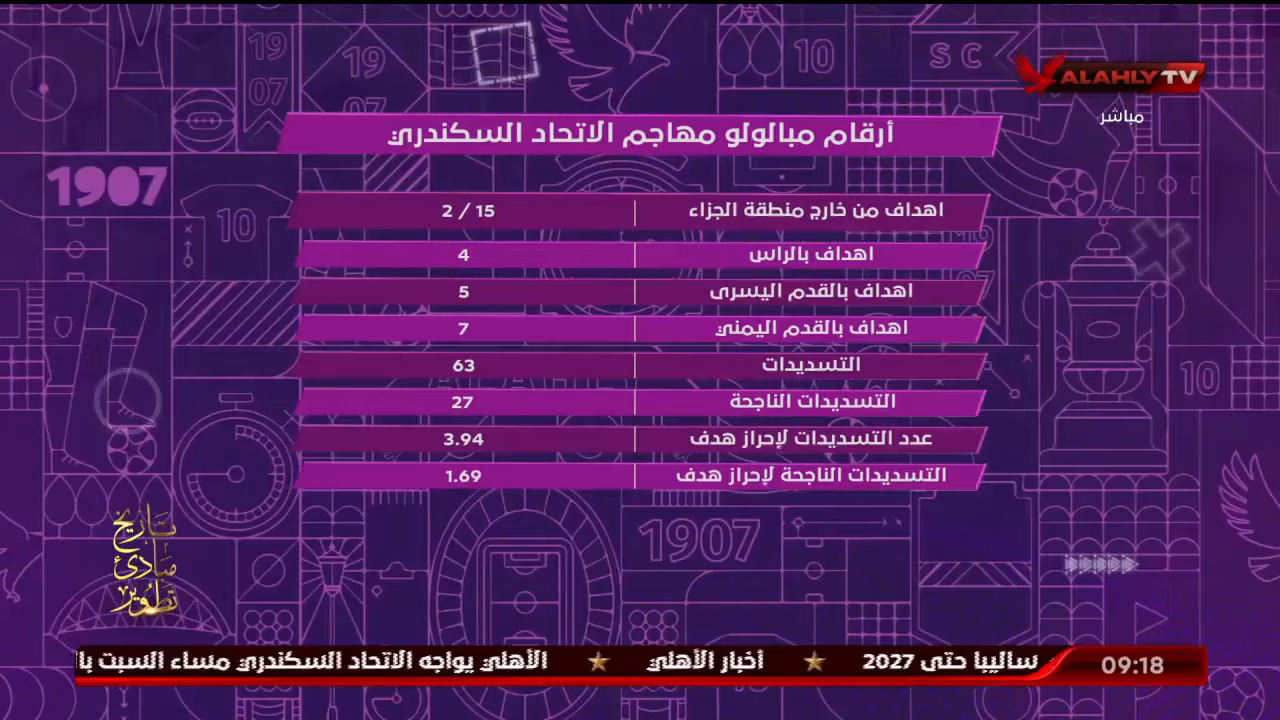 19
07
19
07
10
S C
ALAHLY TV
مباشر
أرقام مبالولو مهاجم الاتحاد السكندري
1907
10
اهداف من خارج منطقة الجزاء 2 / 15
اهداف بالراس 4
اهداف بالقدم اليسرى 5
اهداف بالقدم اليمني 7
التسديدات 63
التسديدات الناجحة 27
عدد التسديدات لإحراز هدف 3.94
التسديدات الناجحة لإحراز هدف 1.69
10
1907
تاريخ
مبادئ
تطوير
09:18 ساليبا حتى 2027 ★ أخبار الأهلي ★ الأهلي يواجه الاتحاد السكندري مساء السبت با